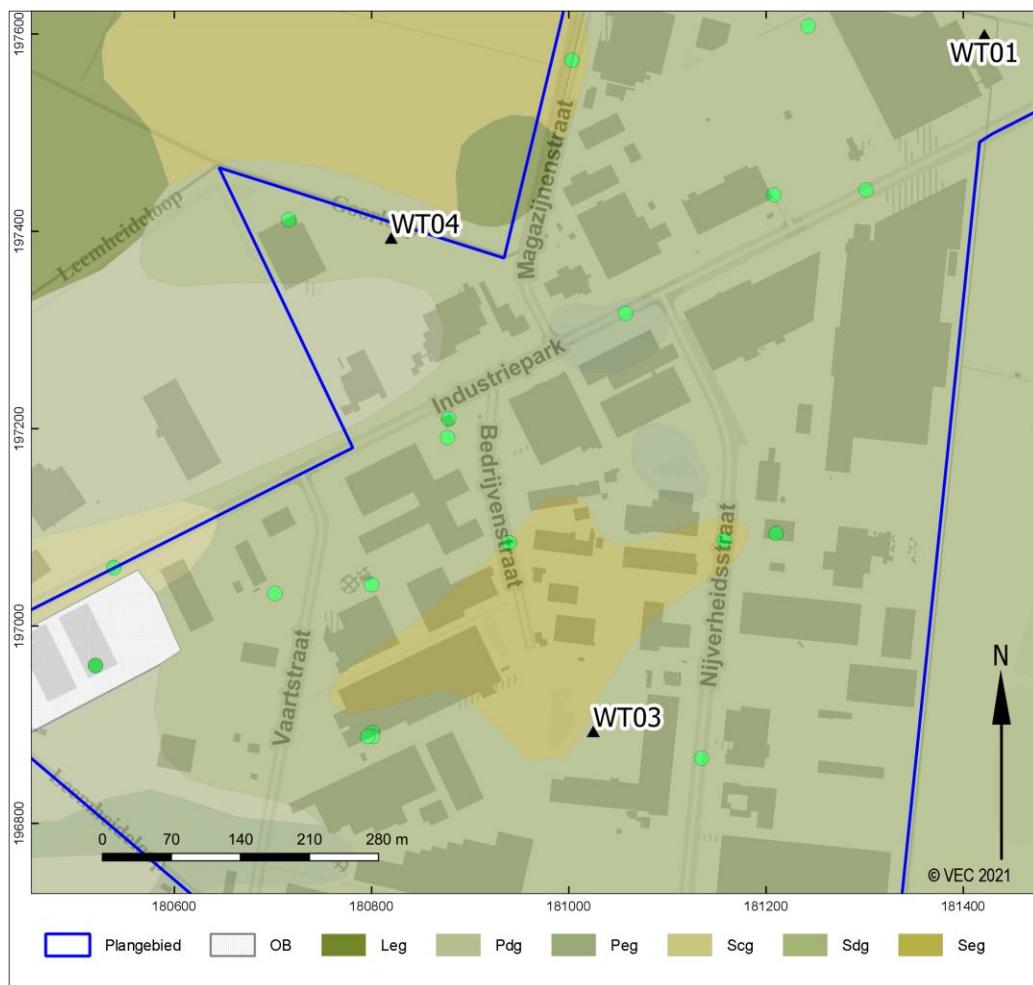 197600
197400
197200
197000
196800
WT01
Magazijnenstraat
WT04
Leemheideloop
Industriepark
Bedrijvenstraat
Nijverheidsstraat
Vaartstraat
WT03
N
0 70 140 210 280 m
© VEC 2021
180600 180800 181000 181200 181400
Plangebied OB Leg Pdg Peg Scg Sdg Seg